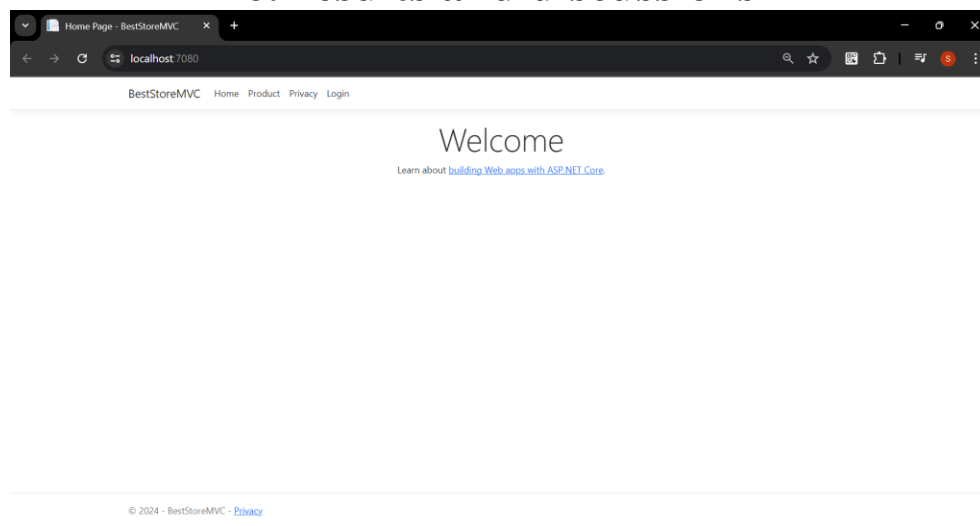 Home Page - BestStoreMVC
localhost:7080
S
BestStoreMVC Home Product Privacy Login
Welcome
Learn about building Web apps with ASP.NET Core.
© 2024 - BestStoreMVC - Privacy